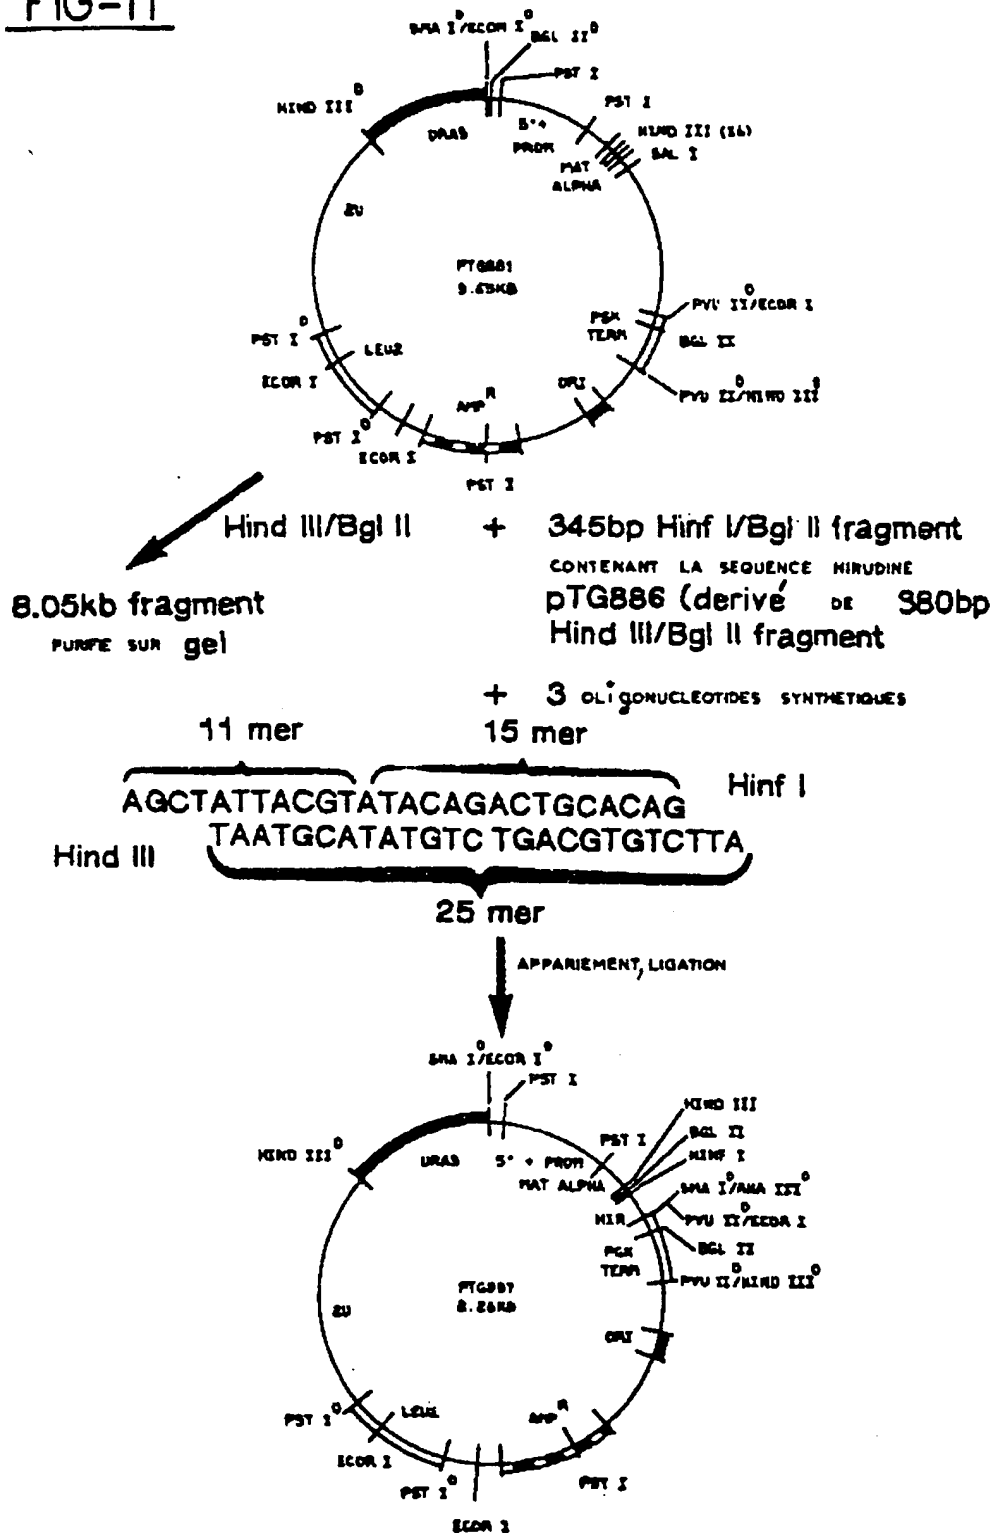 FIG-11
SMA I D/ECOR I D
BGL II D
PST I
HIND III D
PST I
URA3
5'+
PROM
HIND III (X6)
SAL I
MAT
ALPHA
2U
PTG881
PVU II D/ECOR I
PGK
TERM
BGL II
PST I D
LEU2
ECOR I
ORI
PVU II D/HIND III D
AMP R
PST I D
ECOR I
PST I
Hind III/Bgl II + 345bp Hinf I/Bgl II fragment
CONTENANT LA SEQUENCE HIRUDINE
8.05kb fragment
pTG886 (derivé DE 980bp
PURIFIE SUR gel
Hind III/Bgl II fragment
+ 3 OLIgONUCLEOTIDES SYNTHETIQUES
11 mer 15 mer
Hinf I
AGCTATTACGTATACAGACTGCACAG
TAATGCATATGTC TGACGTGTCTTA
Hind III
25 mer
APPARIEMENT, LIGATION
SMA I D/ECOR I D
PST I
HIND III
BGL II
HINF I
HIND III D
PST I
URA3
5' + PROM
MAT ALPHA
SMA I D/AHA III D
HIR
PVU II D/ECOR I
PGK
TERM
BGL II
PVU II D/HIND III D
2U
PTG887
ORI
PST I D
LEU2
AMP R
ECOR I
PST I D
PST I
ECOR I